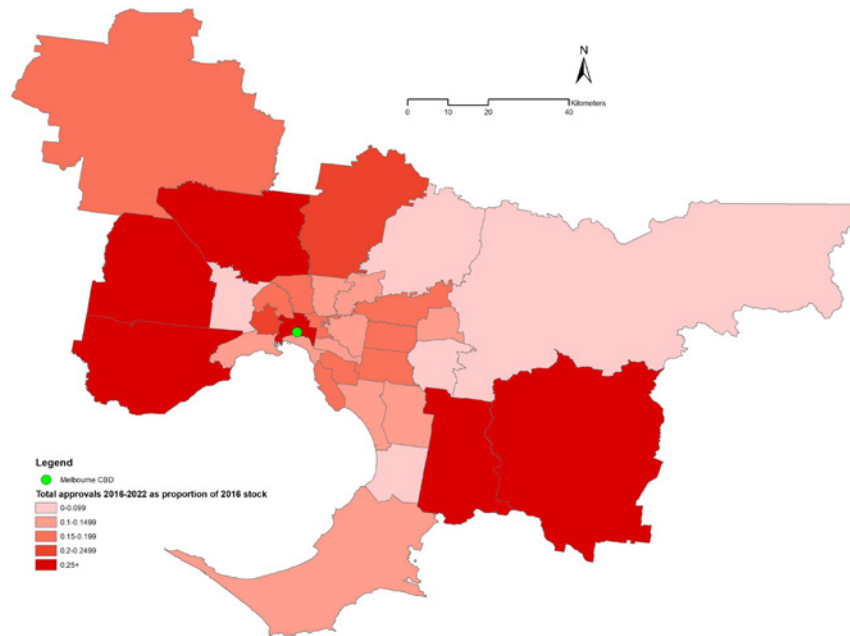 N
0 10 20 40
Kilometers
Legend
Melbourne CBD
Total approvals 2016-2022 as proportion of 2016 stock
0-0.099
0.1-0.1499
0.15-0.199
0.2-0.2499
0.25+